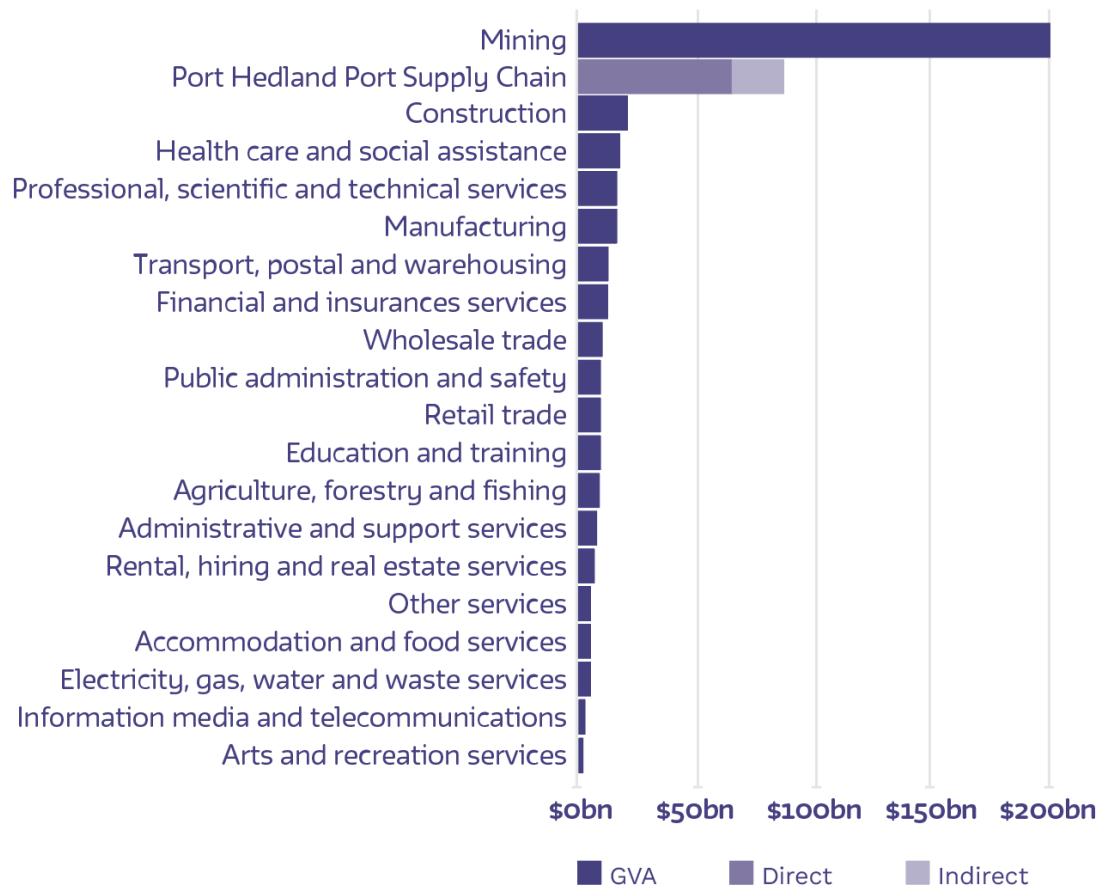 Mining
Port Hedland Port Supply Chain
Construction
Health care and social assistance
Professional, scientific and technical services
Manufacturing
Transport, postal and warehousing
Financial and insurances services
Wholesale trade
Public administration and safety
Retail trade
Education and training
Agriculture, forestry and fishing
Administrative and support services
Rental, hiring and real estate services
Other services
Accommodation and food services
Electricity, gas, water and waste services
Information media and telecommunications
Arts and recreation services
$0bn $50bn $100bn $150bn $200bn
GVA Direct Indirect